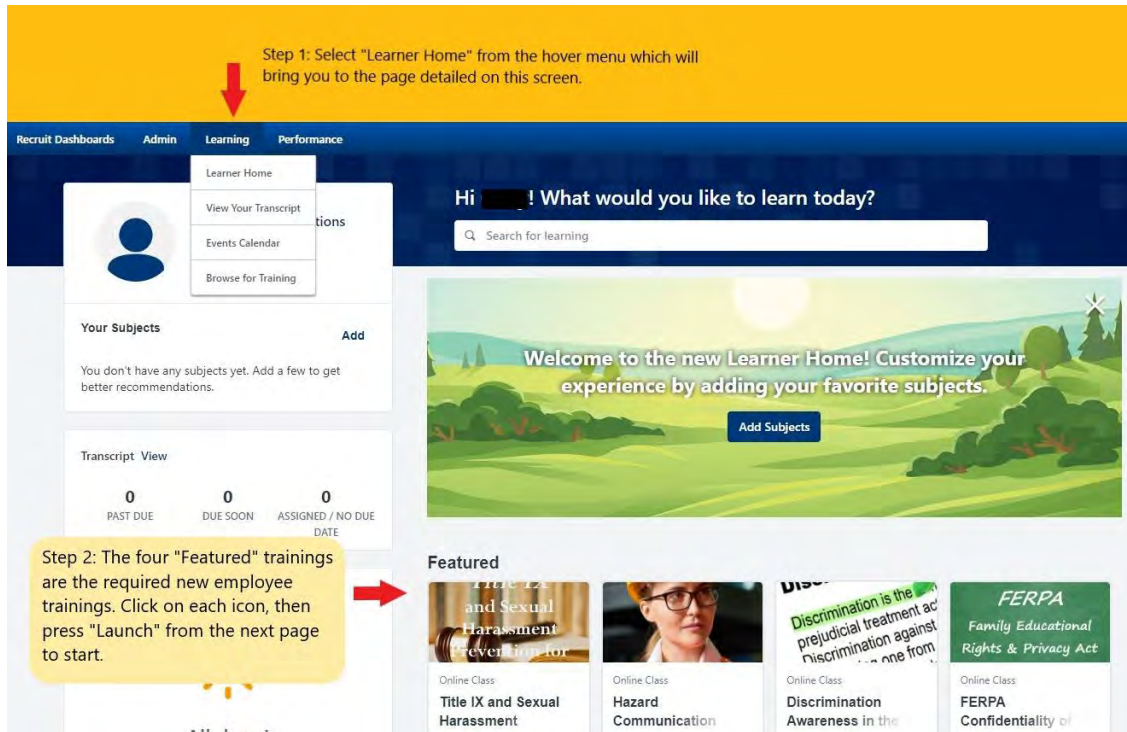 Step 1: Select "Learner Home" from the hover menu which will
bring you to the page detailed on this screen.
Recruit Dashboards Admin Learning Performance
Learner Home
View Your Transcript
Events Calendar
Browse for Training
tions
Hi ! What would you like to learn today?
Search for learning
Your Subjects Add
You don't have any subjects yet. Add a few to get
better recommendations.
Welcome to the new Learner Home! Customize your
experience by adding your favorite subjects.
Add Subjects
Transcript View
0 0 0
PAST DUE DUE SOON ASSIGNED / NO DUE
DATE
Step 2: The four "Featured" trainings
are the required new employee
trainings. Click on each icon, then
press "Launch" from the next page
to start.
Featured
Title IX
and Sexual
Harassment
Prevention for
Discrimination is the
prejudicial treatment
Discrimination against
one from
FERPA
Family Educational
Rights & Privacy Act
Online Class
Title IX and Sexual
Harassment
Online Class
Hazard
Communication
Online Class
Discrimination
Awareness in the
Online Class
FERPA
Confidentiality of